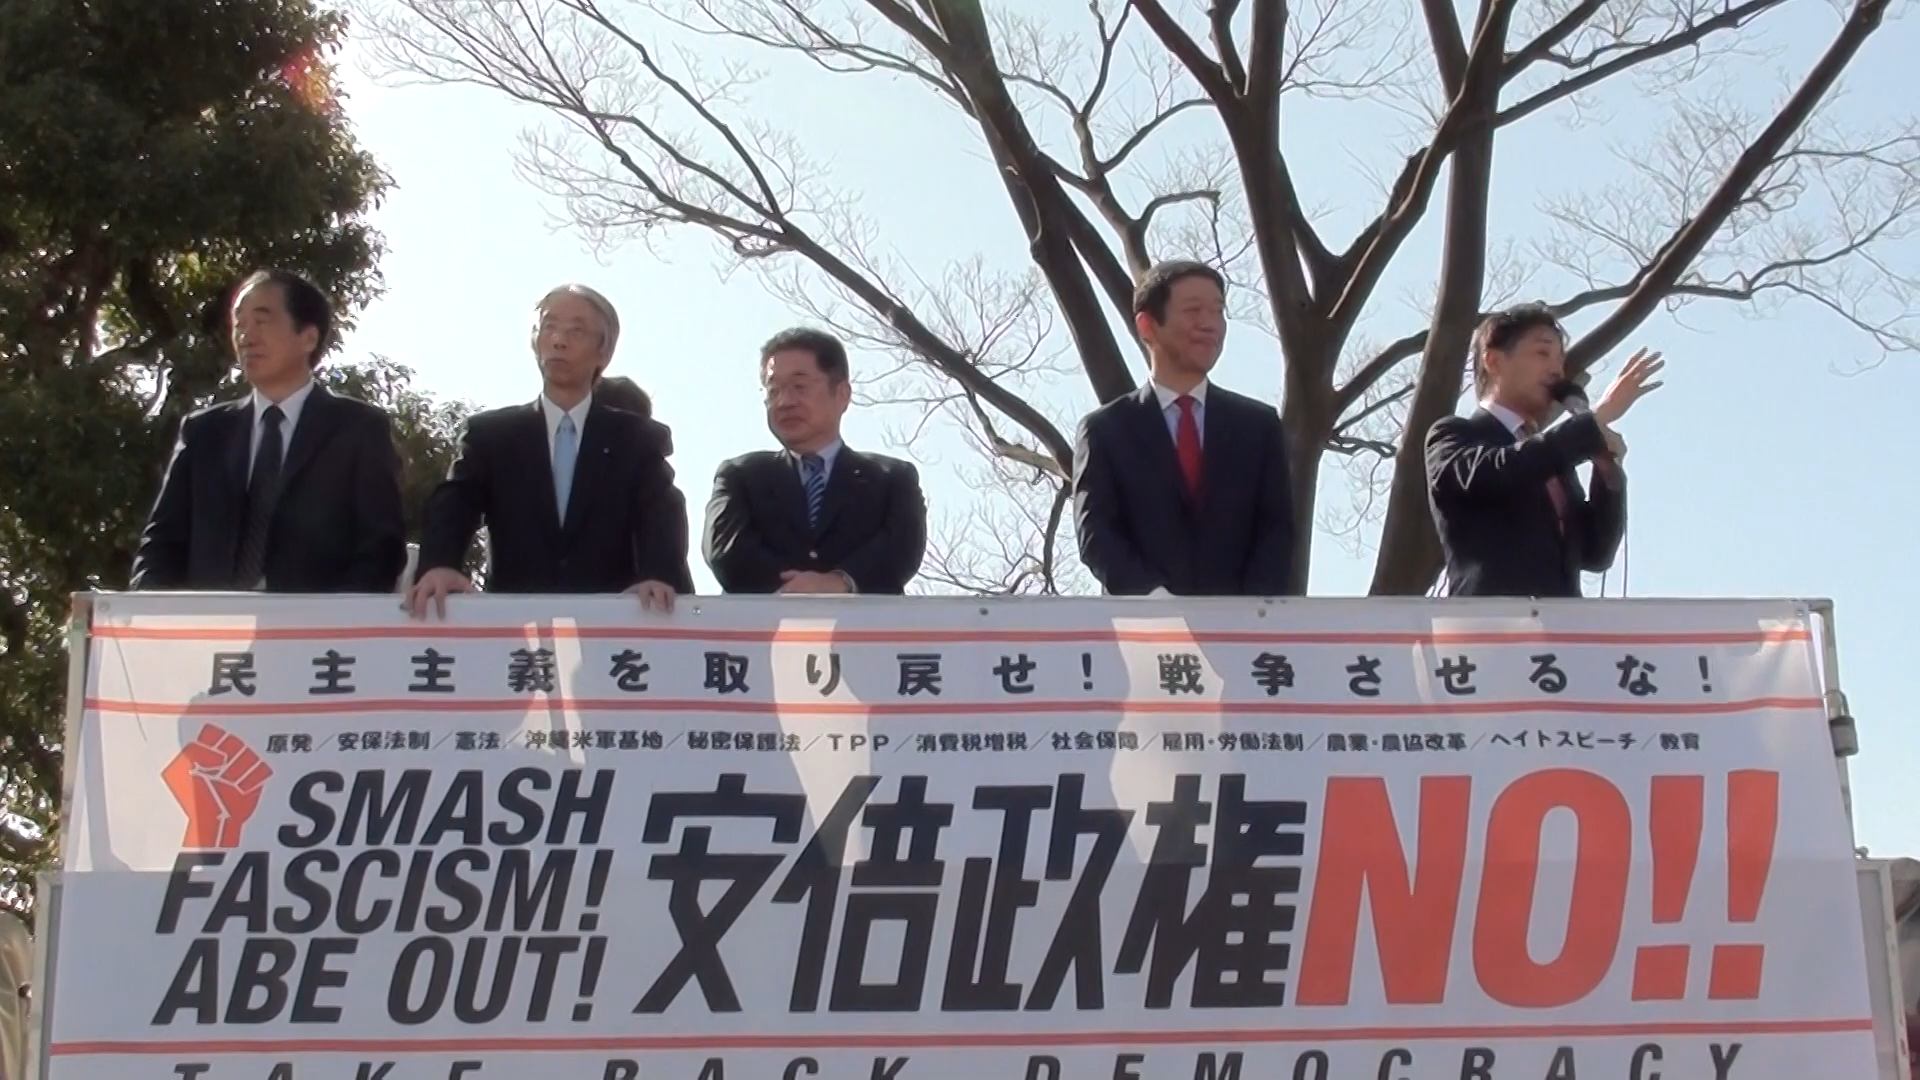 民主主義を取り戻せ！戦争させるな！
原発／安保法制／憲法／沖縄米軍基地／秘密保護法／ＴＰＰ／消費税増税／社会保障／雇用・労働法制／農業・農協改革／ヘイトスピーチ／教育
SMASH
FASCISM!
ABE OUT!
安倍政権NO!!
TAKE BACK DEMOCRACY